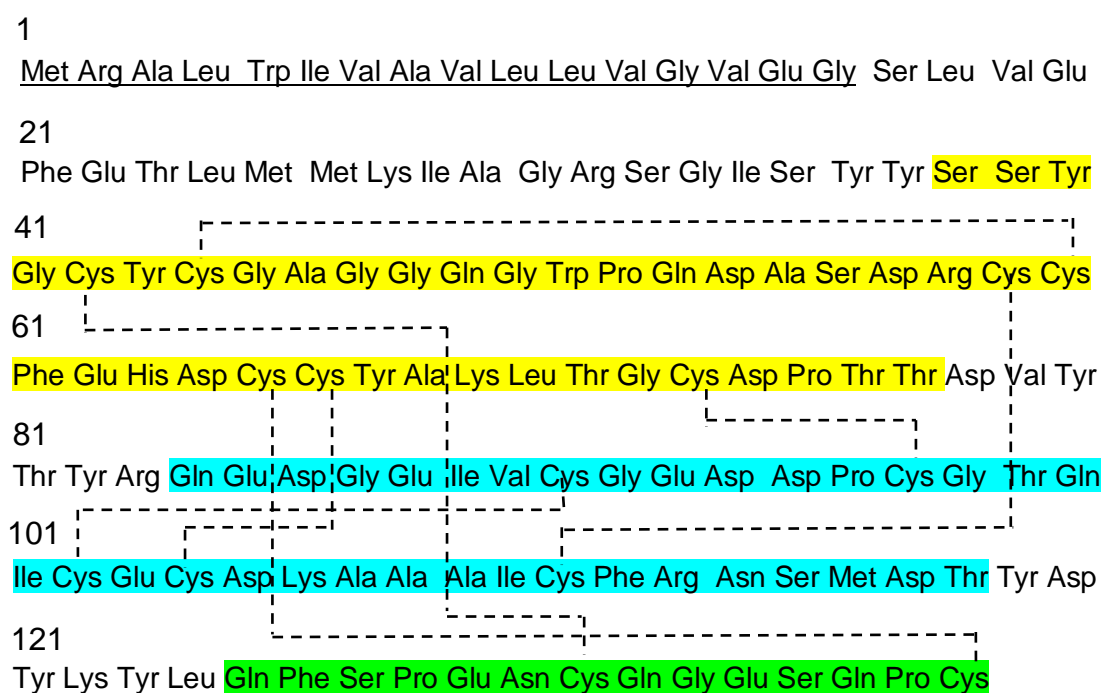 1
Met Arg Ala Leu Trp Ile Val Ala Val Leu Leu Val Gly Val Glu Gly Ser Leu Val Glu
21
Phe Glu Thr Leu Met Met Lys Ile Ala Gly Arg Ser Gly Ile Ser Tyr Tyr Ser Ser Tyr
41
Gly Cys Tyr Cys Gly Ala Gly Gly Gln Gly Trp Pro Gln Asp Ala Ser Asp Arg Cys Cys
61
Phe Glu His Asp Cys Cys Tyr Ala Lys Leu Thr Gly Cys Asp Pro Thr Thr Asp Val Tyr
81
Thr Tyr Arg Gln Glu Asp Gly Glu Ile Val Cys Gly Glu Asp Asp Pro Cys Gly Thr Gln
101
Ile Cys Glu Cys Asp Lys Ala Ala Ala Ile Cys Phe Arg Asn Ser Met Asp Thr Tyr Asp
121
Tyr Lys Tyr Leu Gln Phe Ser Pro Glu Asn Cys Gln Gly Glu Ser Gln Pro Cys